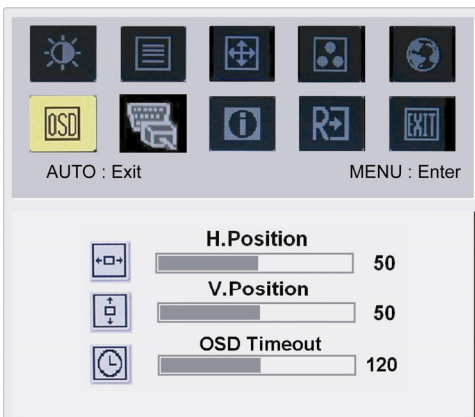 OSD i R EXIT
AUTO : Exit MENU : Enter
H.Position
50
V.Position
50
OSD Timeout
120